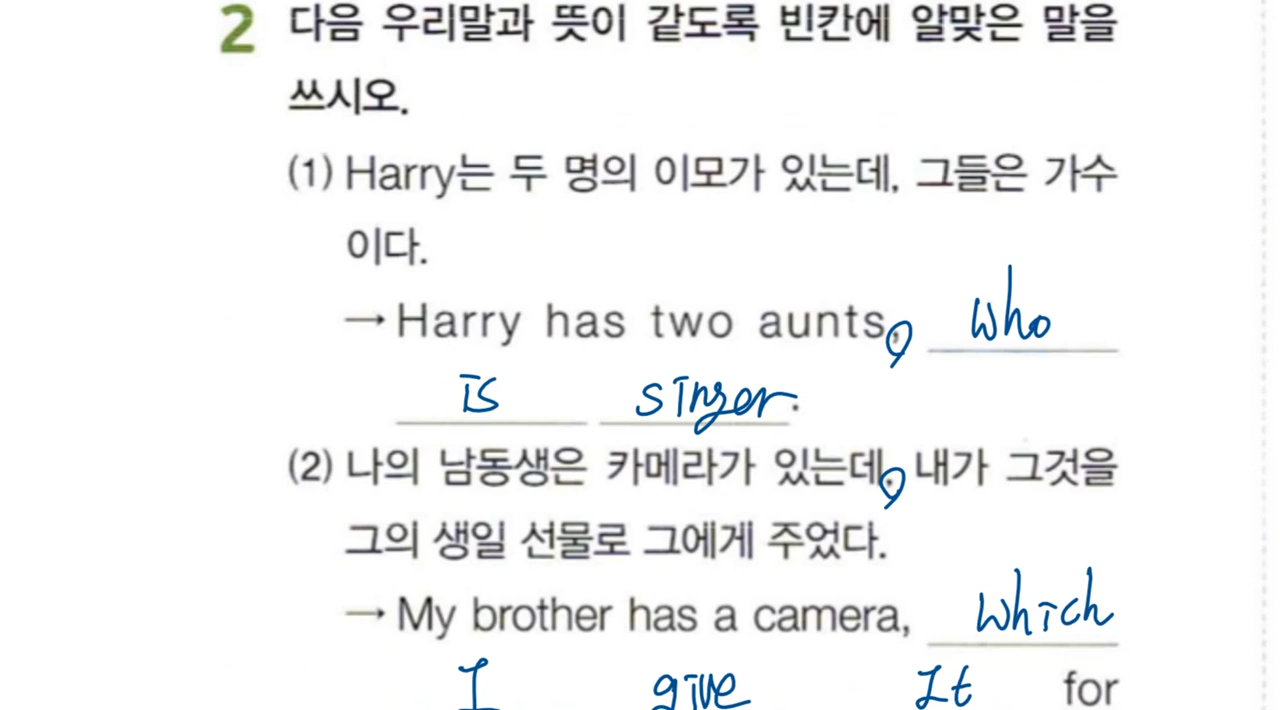 2 다음 우리말과 뜻이 같도록 빈칸에 알맞은 말을
쓰시오.
(1) Harry는 두 명의 이모가 있는데, 그들은 가수
이다.
→ Harry has two aunts, who
is singer.
(2) 나의 남동생은 카메라가 있는데, 내가 그것을
그의 생일 선물로 그에게 주었다.
→ My brother has a camera, which
I give It for